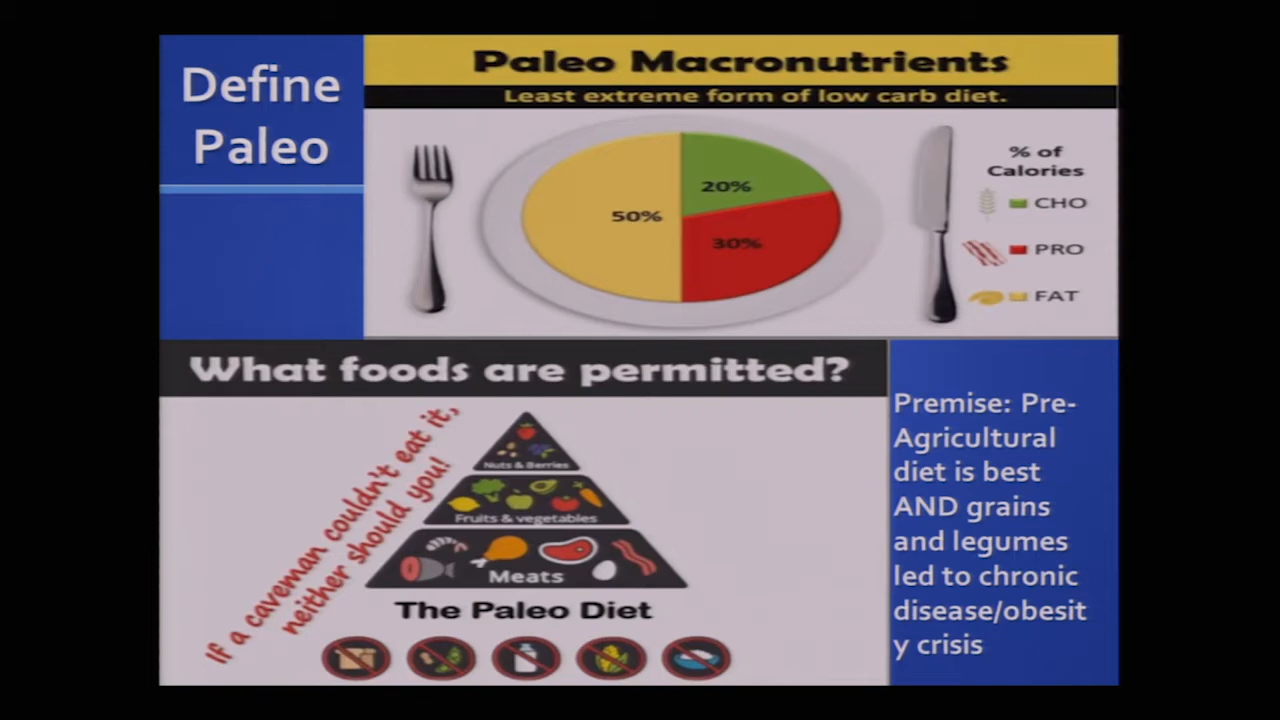 Define
Paleo
Paleo Macronutrients
Least extreme form of low carb diet.
20%
50%
30%
% of
Calories
CHO
PRO
FAT
What foods are permitted?
If a caveman couldn't eat it,
neither should you!
Nuts & Berries
Fruits & vegetables
Meats
The Paleo Diet
Premise: Pre-
Agricultural
diet is best
AND grains
and legumes
led to chronic
disease/obesit
y crisis